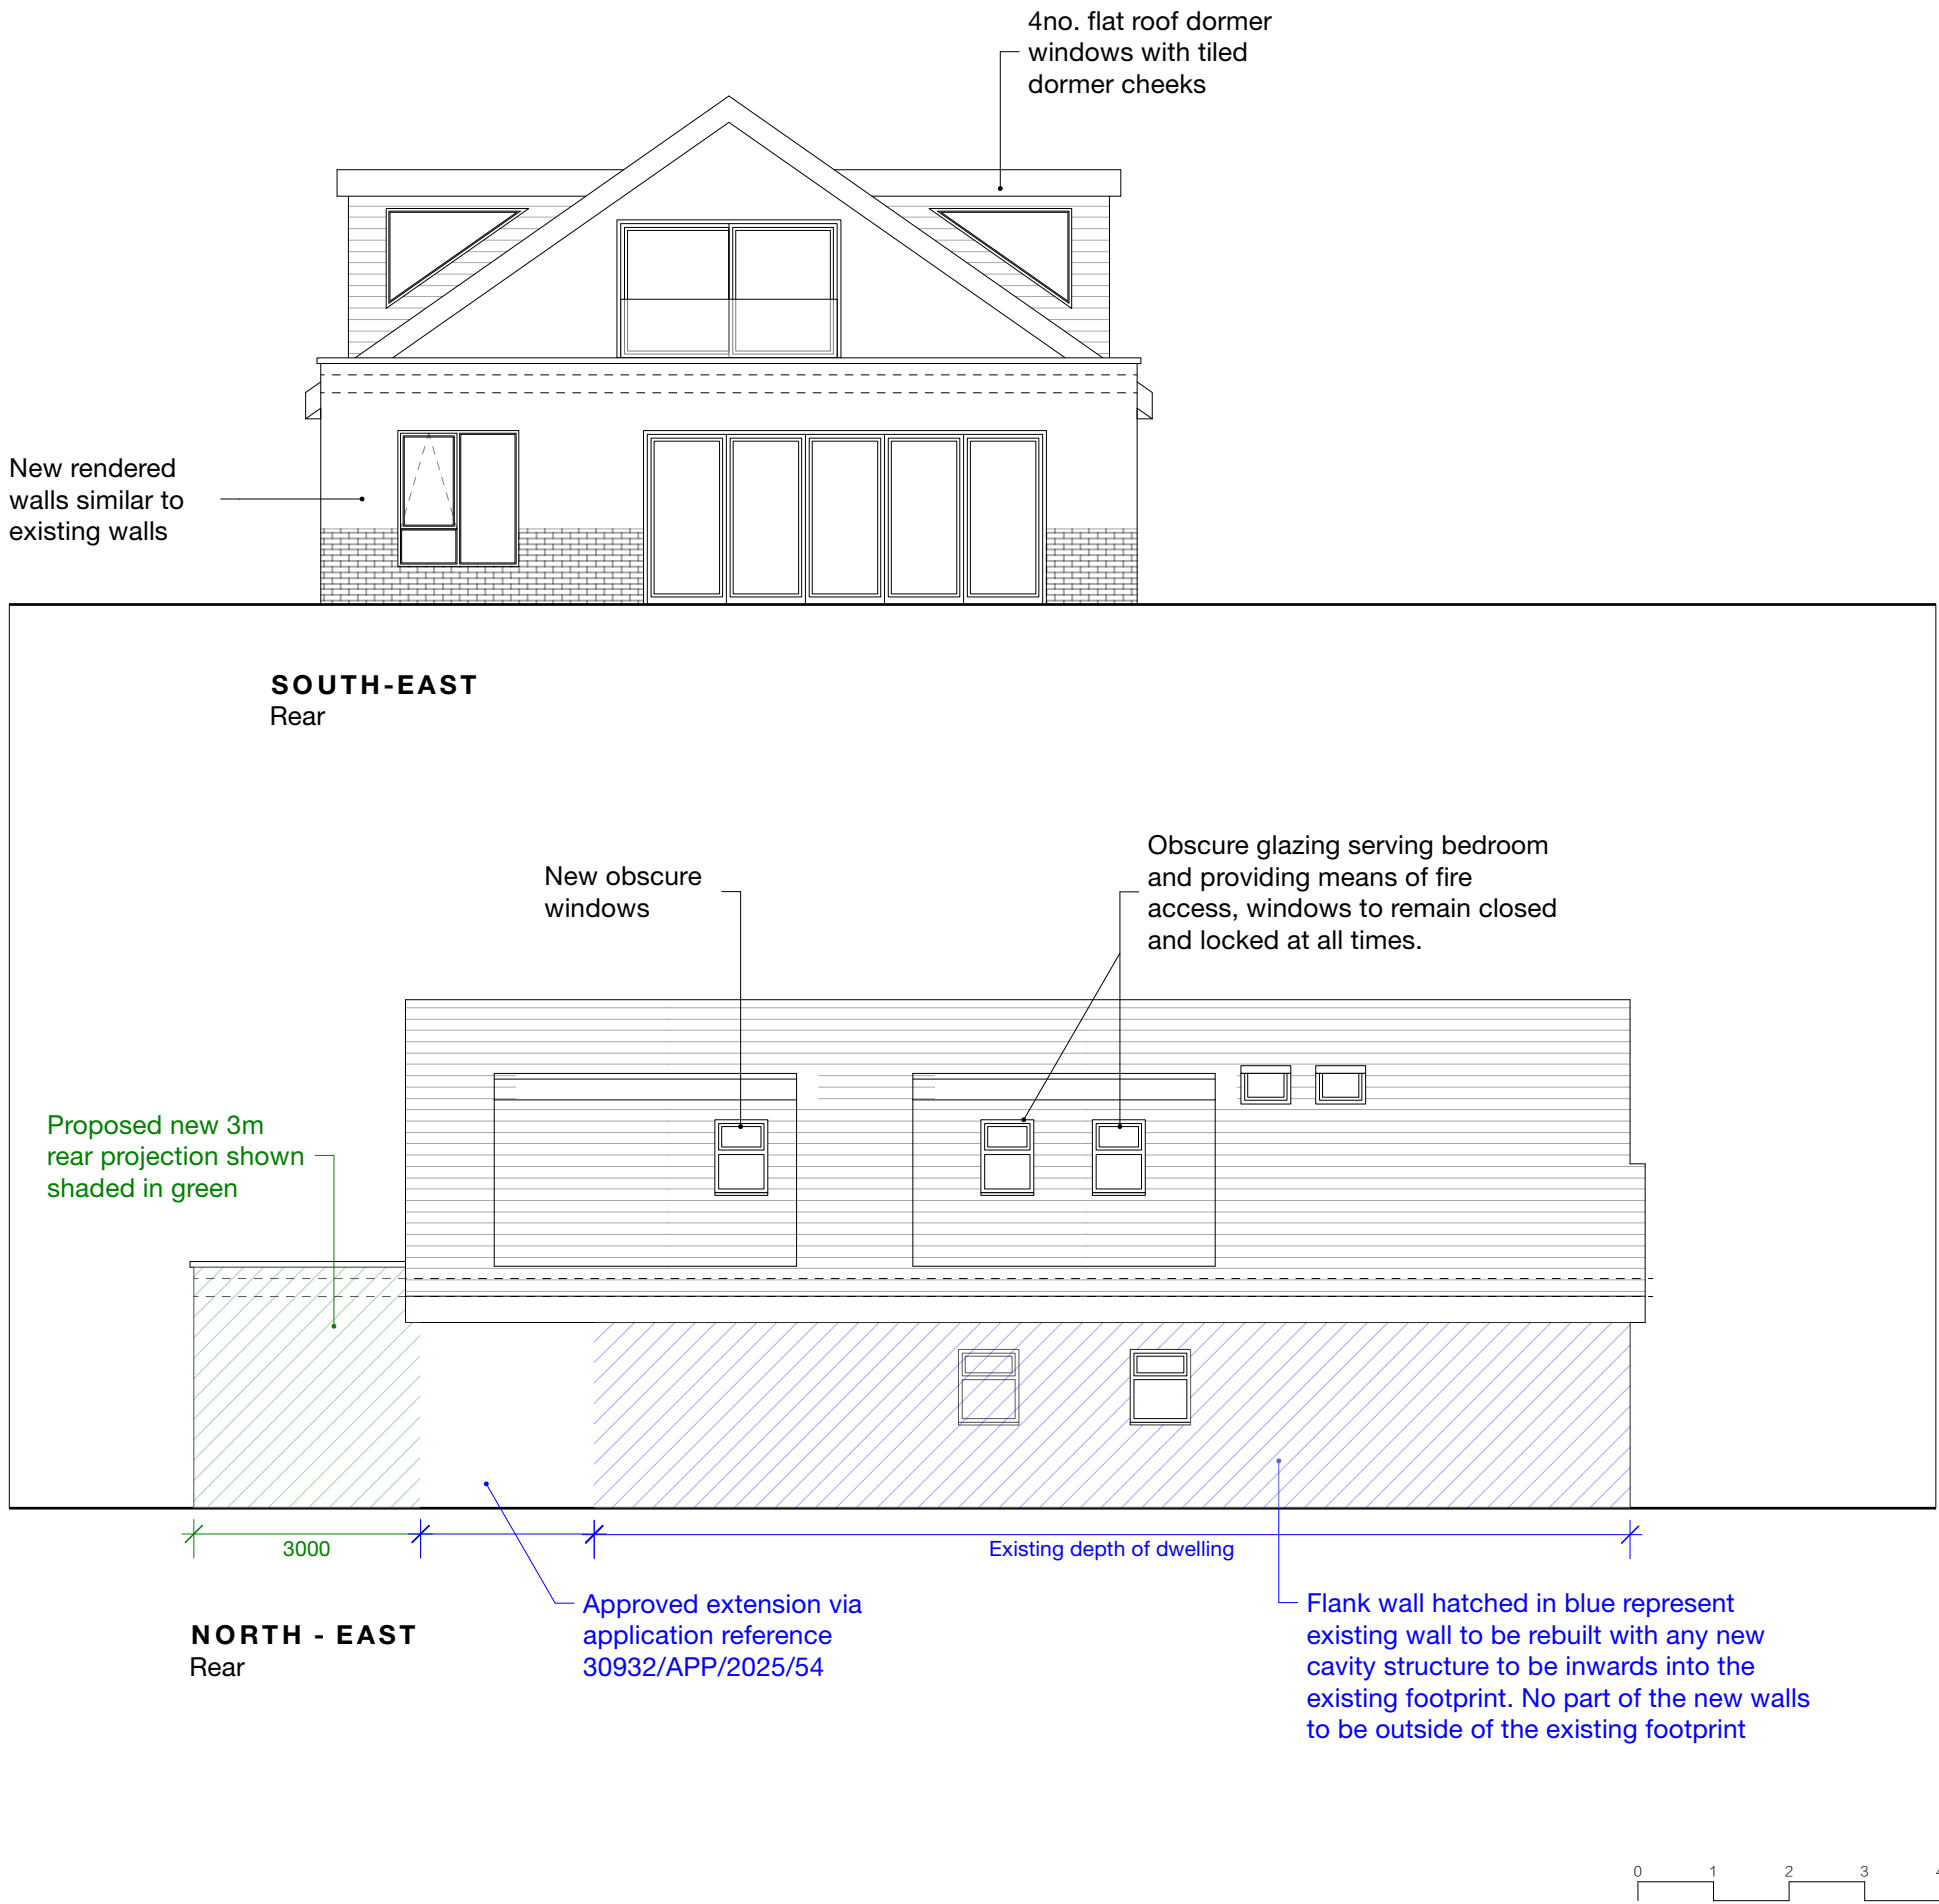 4no. flat roof dormer
windows with tiled
dormer cheeks
New rendered
walls similar to
existing walls
SOUTH-EAST
Rear
New obscure
windows
Obscure glazing serving bedroom
and providing means of fire
access, windows to remain closed
and locked at all times.
Proposed new 3m
rear projection shown
shaded in green
3000
Existing depth of dwelling
NORTH - EAST
Rear
Approved extension via
application reference
30932/APP/2025/54
Flank wall hatched in blue represent
existing wall to be rebuilt with any new
cavity structure to be inwards into the
existing footprint. No part of the new walls
to be outside of the existing footprint
0 1 2 3 4